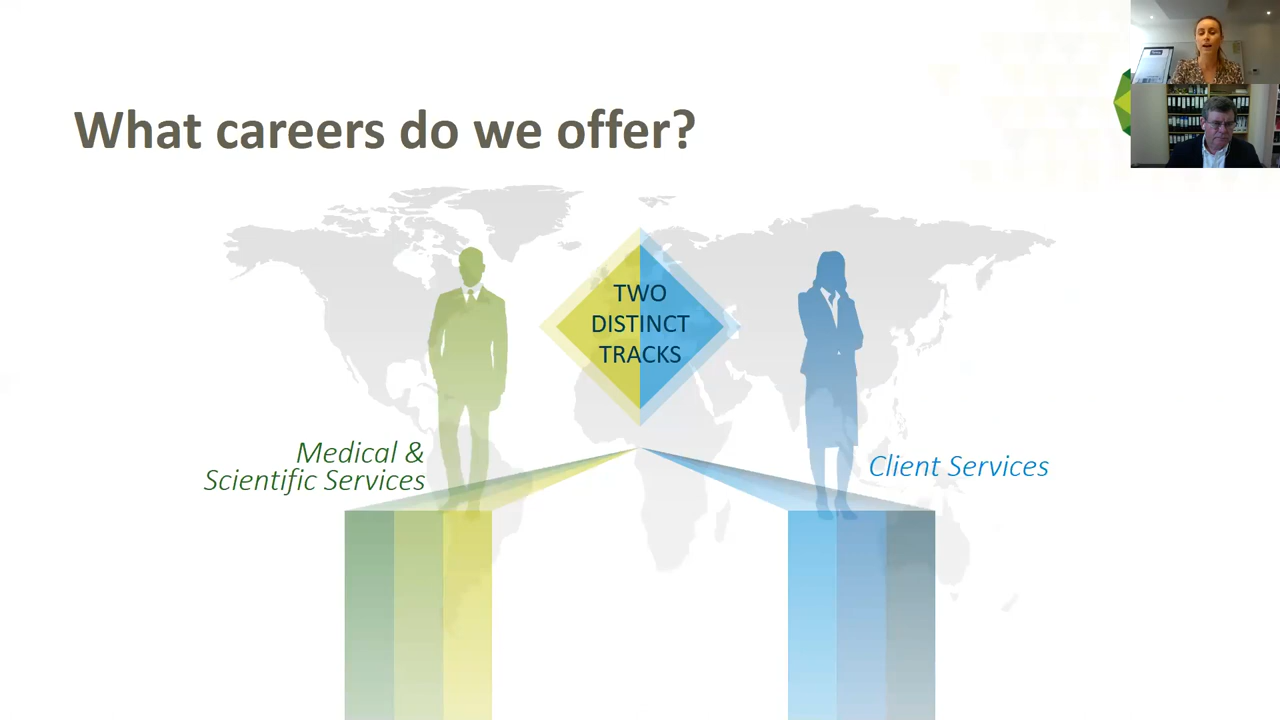 What careers do we offer?
TWO
DISTINCT
TRACKS
Medical &
Scientific Services
Client Services